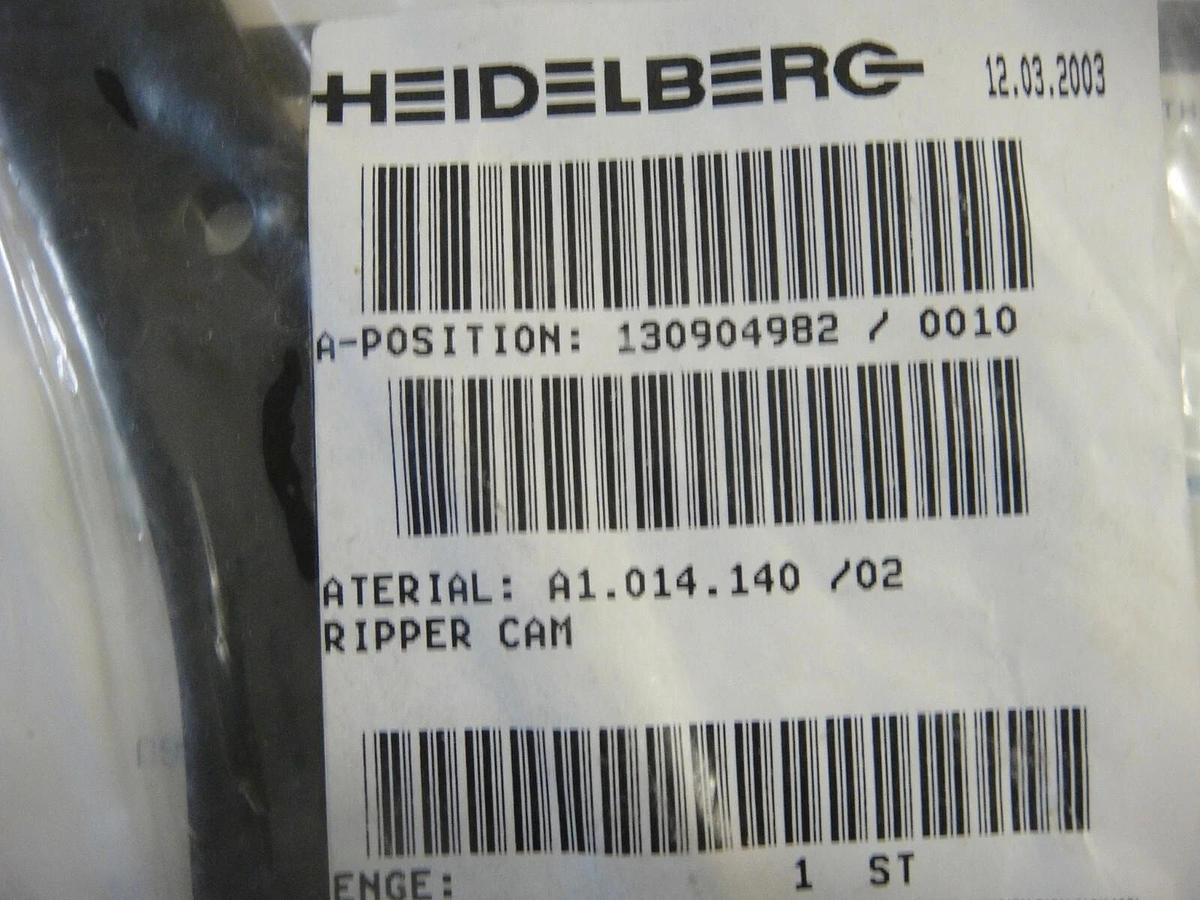 HEIDELBERG 12.03.2003
A-POSITION: 130904982 / 0010
ATERIAL: A1.014.140 /02
RIPPER CAM
ENGE: 1 ST